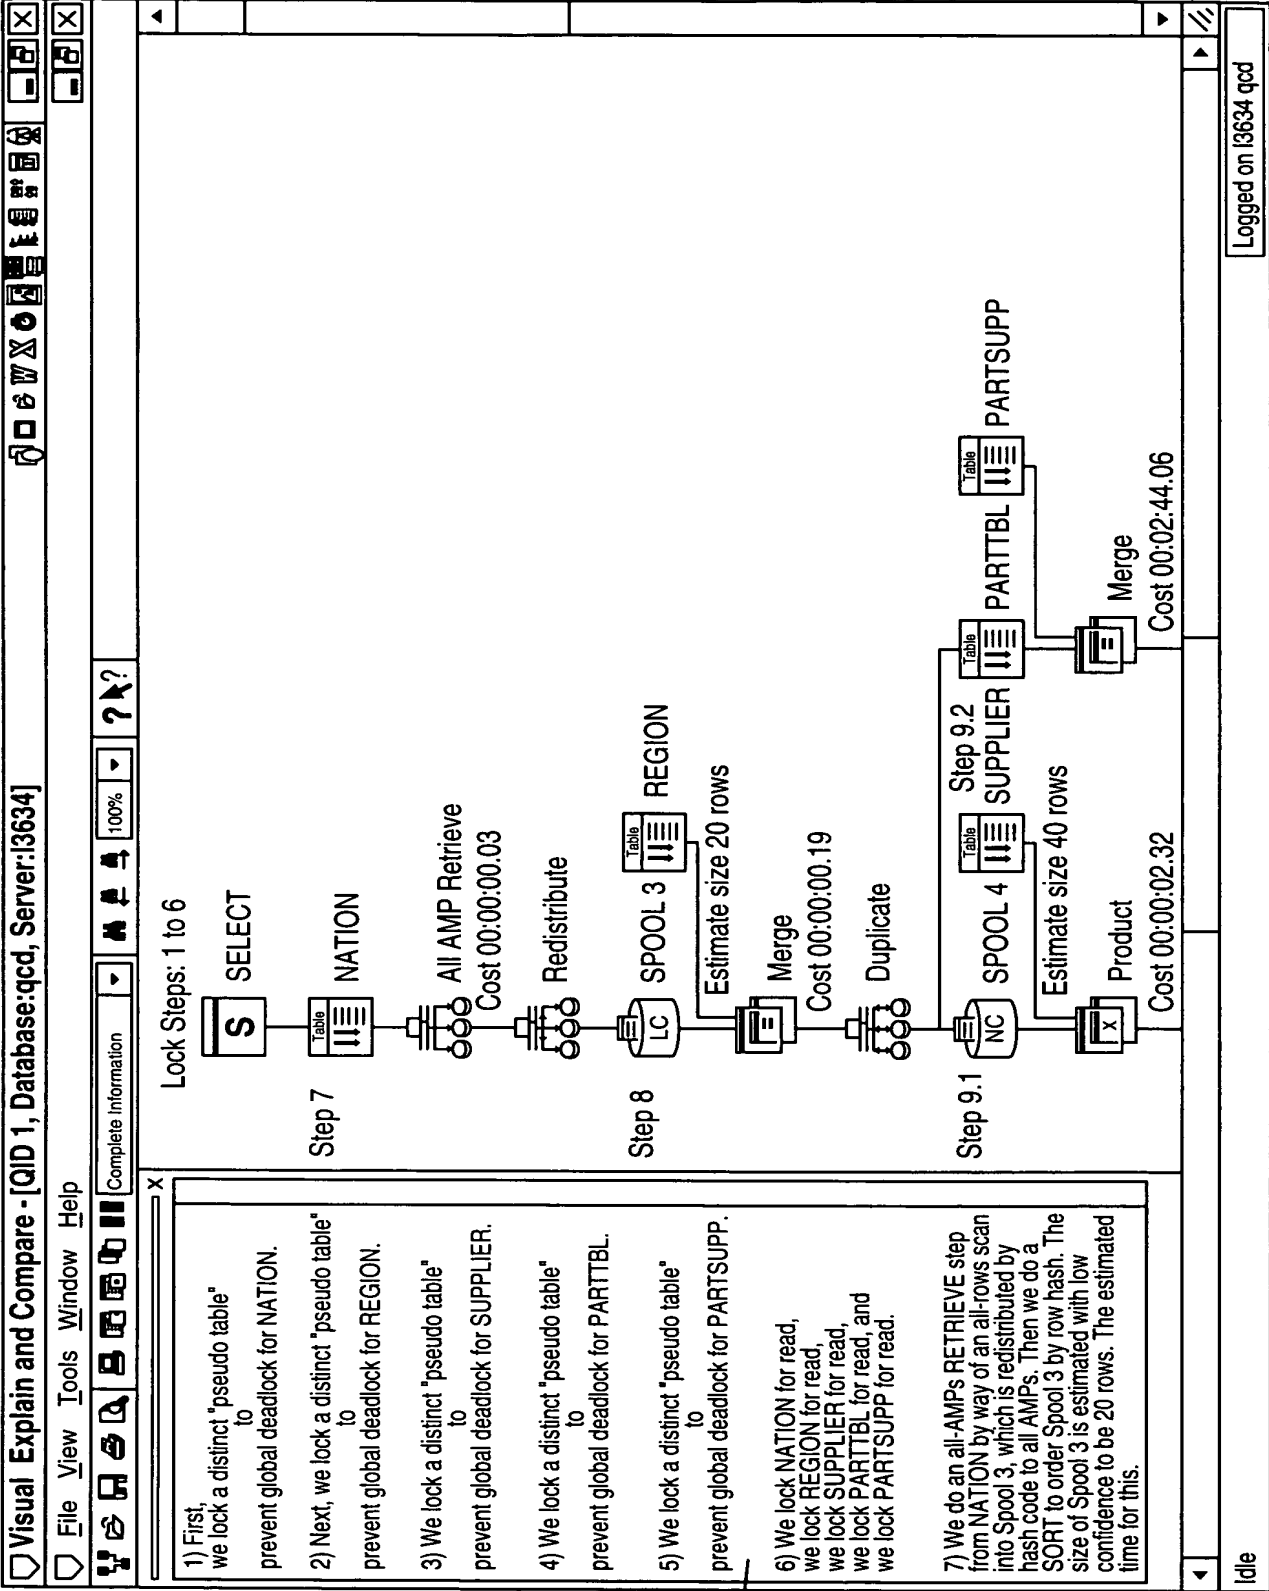 Visual Explain and Compare - [QID 1, Database:qcd, Server:l3634]
File View Tools Window Help
Complete Information
100%
?
?
1) First,
we lock a distinct "pseudo table"
to
prevent global deadlock for NATION.
2) Next, we lock a distinct "pseudo table"
to
prevent global deadlock for REGION.
3) We lock a distinct "pseudo table"
to
prevent global deadlock for SUPPLIER.
4) We lock a distinct "pseudo table"
to
prevent global deadlock for PARTTBL.
5) We lock a distinct "pseudo table"
to
prevent global deadlock for PARTSUPP.
6) We lock NATION for read,
we lock REGION for read,
we lock SUPPLIER for read,
we lock PARTTBL for read, and
we lock PARTSUPP for read.
7) We do an all-AMPs RETRIEVE step
from NATION by way of an all-rows scan
into Spool 3, which is redistributed by
hash code to all AMPs. Then we do a
SORT to order Spool 3 by row hash. The
size of Spool 3 is estimated with low
confidence to be 20 rows. The estimated
time for this.
Lock Steps: 1 to 6
S
SELECT
Step 7
Table
NATION
All AMP Retrieve
Cost 00:00:00.03
Redistribute
Step 8
LC
SPOOL 3
Table
REGION
Estimate size 20 rows
=
Merge
Cost 00:00:00.19
Duplicate
Step 9.2
Step 9.1
NC
SPOOL 4
Table
SUPPLIER
Table
PARTTBL
Table
PARTSUPP
Estimate size 40 rows
X
Product
Cost 00:00:02.32
=
Merge
Cost 00:02:44.06
Idle
Logged on l3634 qcd